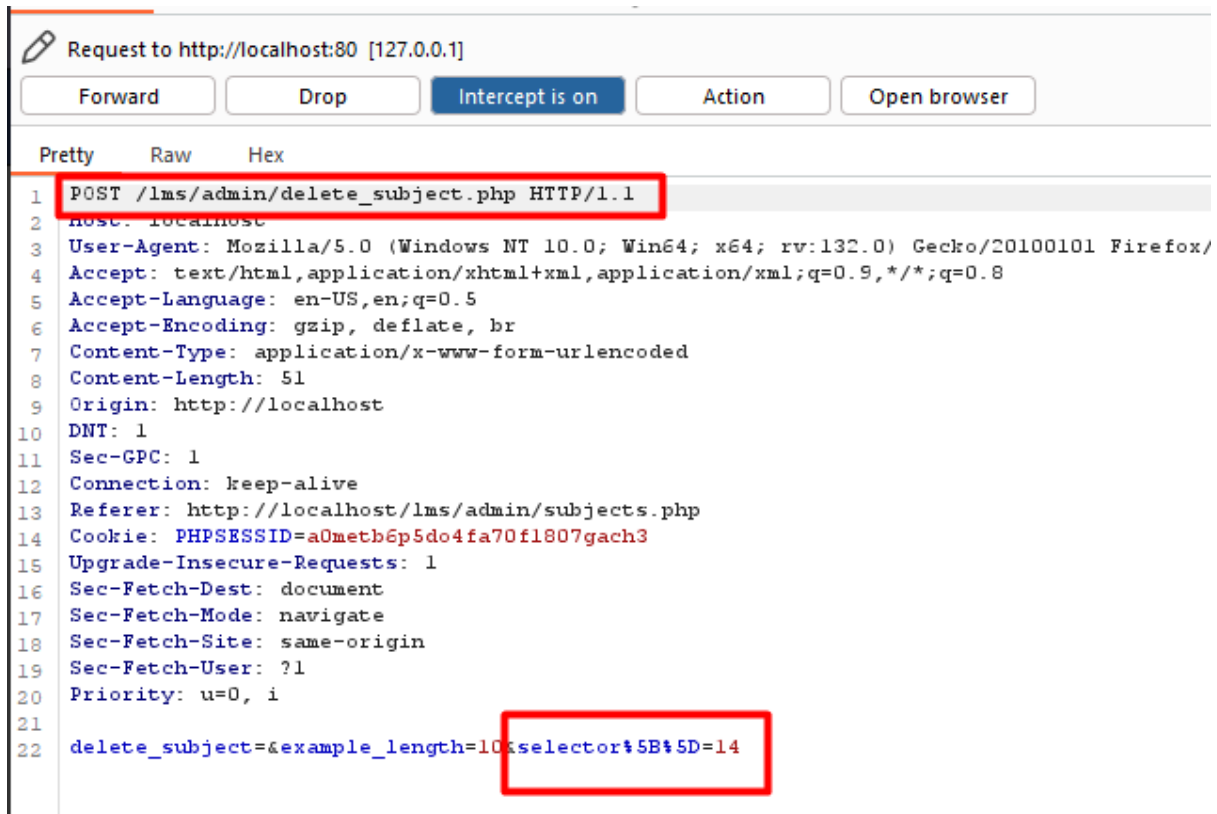 Request to http://localhost:80 [127.0.0.1]
Forward Drop Intercept is on Action Open browser
Pretty Raw Hex
1 POST /lms/admin/delete_subject.php HTTP/1.1
2 Host: localhost
3 User-Agent: Mozilla/5.0 (Windows NT 10.0; Win64; x64; rv:132.0) Gecko/20100101 Firefox/
4 Accept: text/html,application/xhtml+xml,application/xml;q=0.9,*/*;q=0.8
5 Accept-Language: en-US,en;q=0.5
6 Accept-Encoding: gzip, deflate, br
7 Content-Type: application/x-www-form-urlencoded
8 Content-Length: 51
9 Origin: http://localhost
10 DNT: 1
11 Sec-GPC: 1
12 Connection: keep-alive
13 Referer: http://localhost/lms/admin/subjects.php
14 Cookie: PHPSESSID=a0metb6p5do4fa70f1807gach3
15 Upgrade-Insecure-Requests: 1
16 Sec-Fetch-Dest: document
17 Sec-Fetch-Mode: navigate
18 Sec-Fetch-Site: same-origin
19 Sec-Fetch-User: ?1
20 Priority: u=0, i
21
22 delete_subject=&example_length=10&selector%5B%5D=14